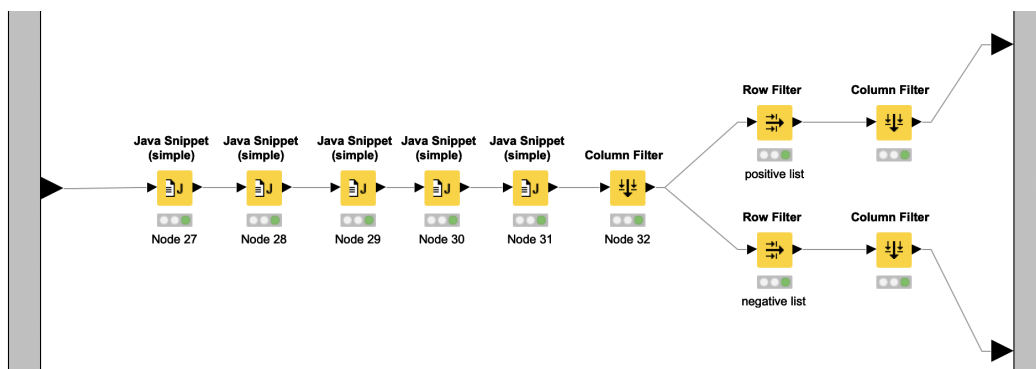 Row Filter
Column Filter
positive list
Java Snippet
(simple)
Node 27
Java Snippet
(simple)
Node 28
Java Snippet
(simple)
Node 29
Java Snippet
(simple)
Node 30
Java Snippet
(simple)
Node 31
Column Filter
Node 32
Row Filter
Column Filter
negative list
J
J
J
J
J